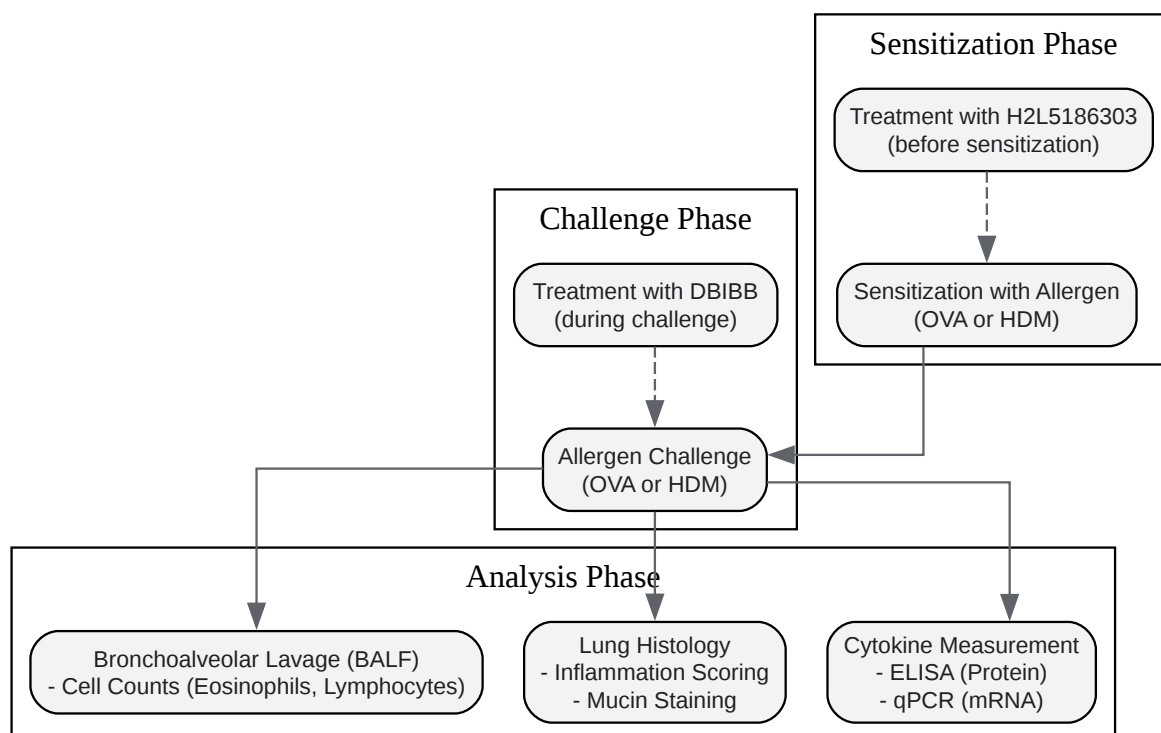 Sensitization Phase
Treatment with H2L5186303
(before sensitization)
Sensitization with Allergen
(OVA or HDM)
Challenge Phase
Treatment with DBIBB
(during challenge)
Allergen Challenge
(OVA or HDM)
Analysis Phase
Bronchoalveolar Lavage (BALF)
- Cell Counts (Eosinophils, Lymphocytes)
Lung Histology
- Inflammation Scoring
- Mucin Staining
Cytokine Measurement
- ELISA (Protein)
- qPCR (mRNA)